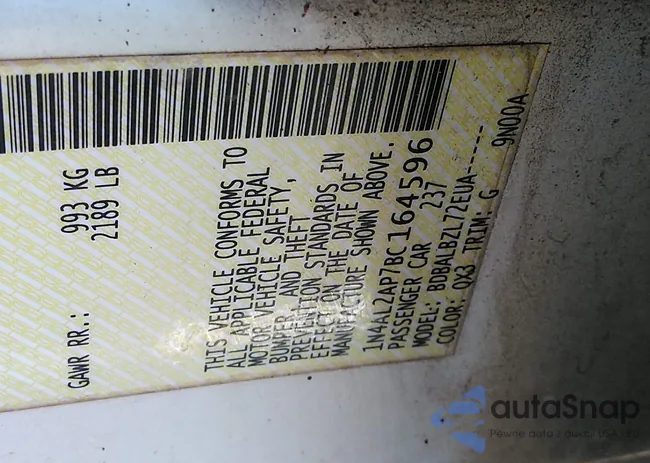 GAWR RR.: 993 KG
2189 LB
THIS VEHICLE CONFORMS TO
ALL APPLICABLE FEDERAL
MOTOR VEHICLE SAFETY,
BUMPER, AND THEFT
PREVENTION STANDARDS IN
EFFECT ON THE DATE OF
MANUFACTURE SHOWN ABOVE.
1N4AL2AP7BC164596
PASSENGER CAR 237
MODEL: BDBALBZL72EUA-----
COLOR: QX3 TRIM: G 9N00A
autaSnap
Pewne auto z